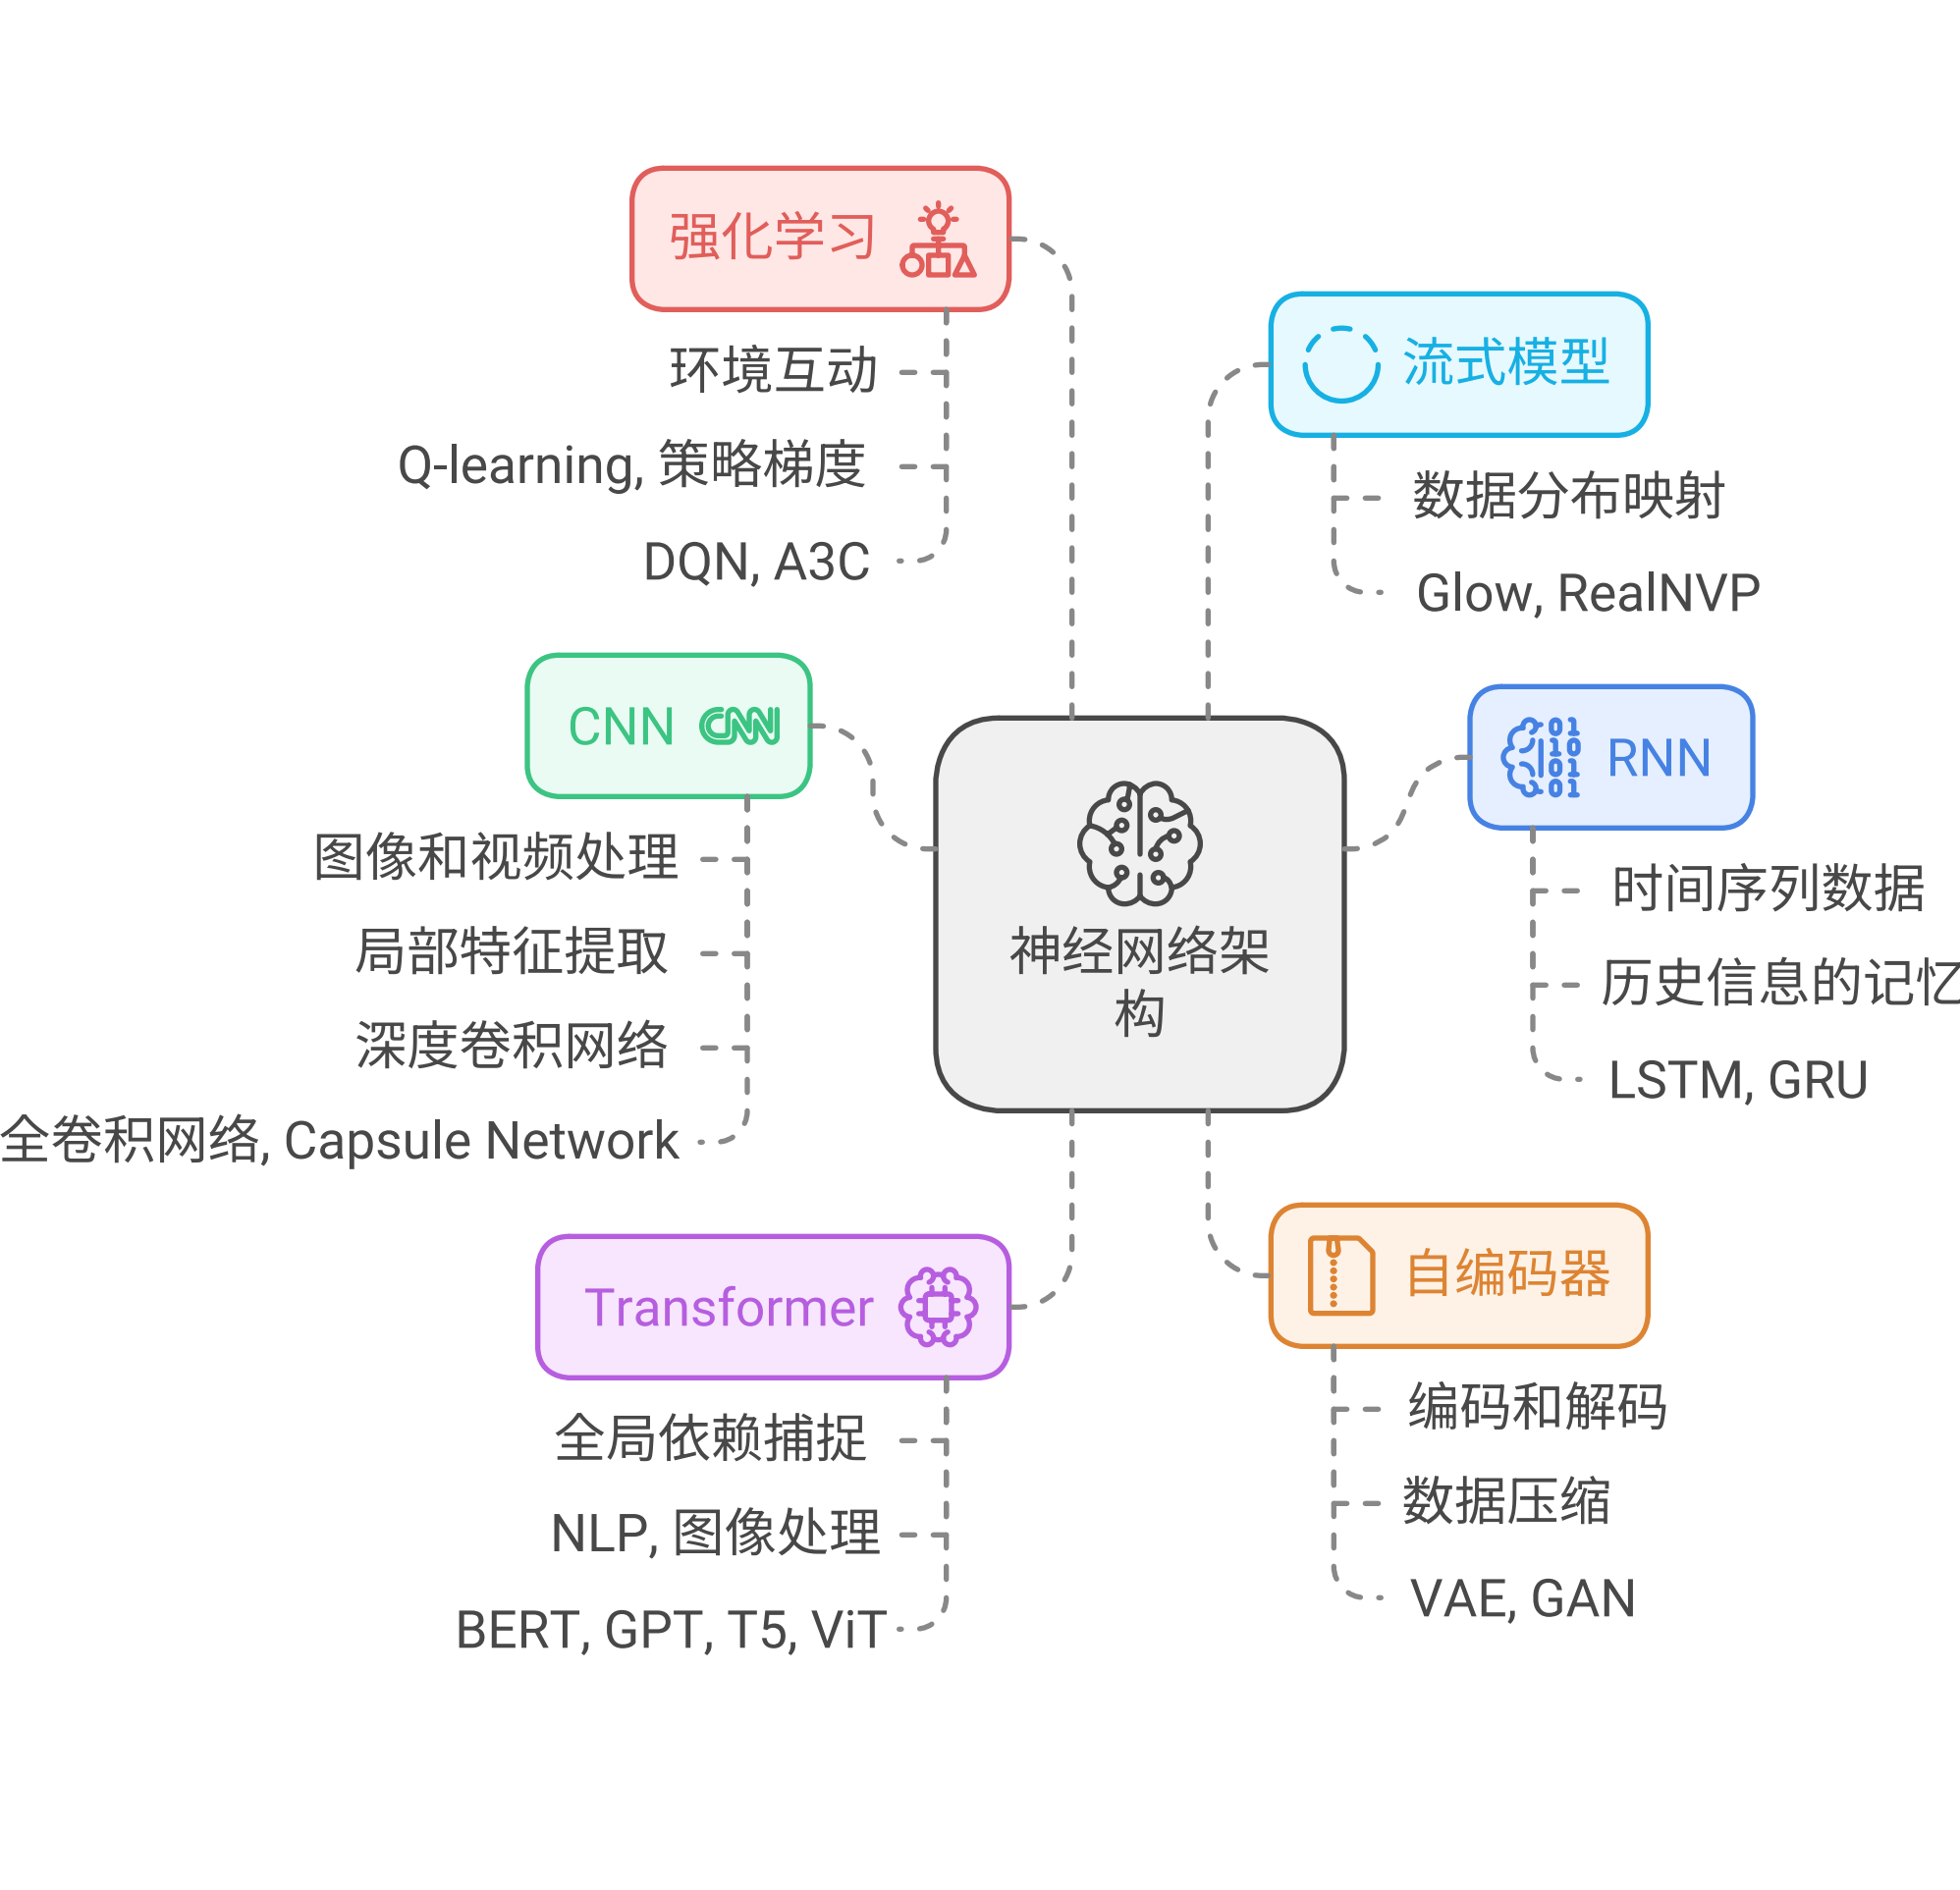 强化学习
环境互动
Q-learning, 策略梯度
DQN, A3C
流式模型
数据分布映射
Glow, RealNVP
CNN CNN
图像和视频处理
局部特征提取
深度卷积网络
全卷积网络, Capsule Network
神经网络架
构
RNN
时间序列数据
历史信息的记忆
LSTM, GRU
Transformer
全局依赖捕捉
NLP, 图像处理
BERT, GPT, T5, ViT
自编码器
编码和解码
数据压缩
VAE, GAN